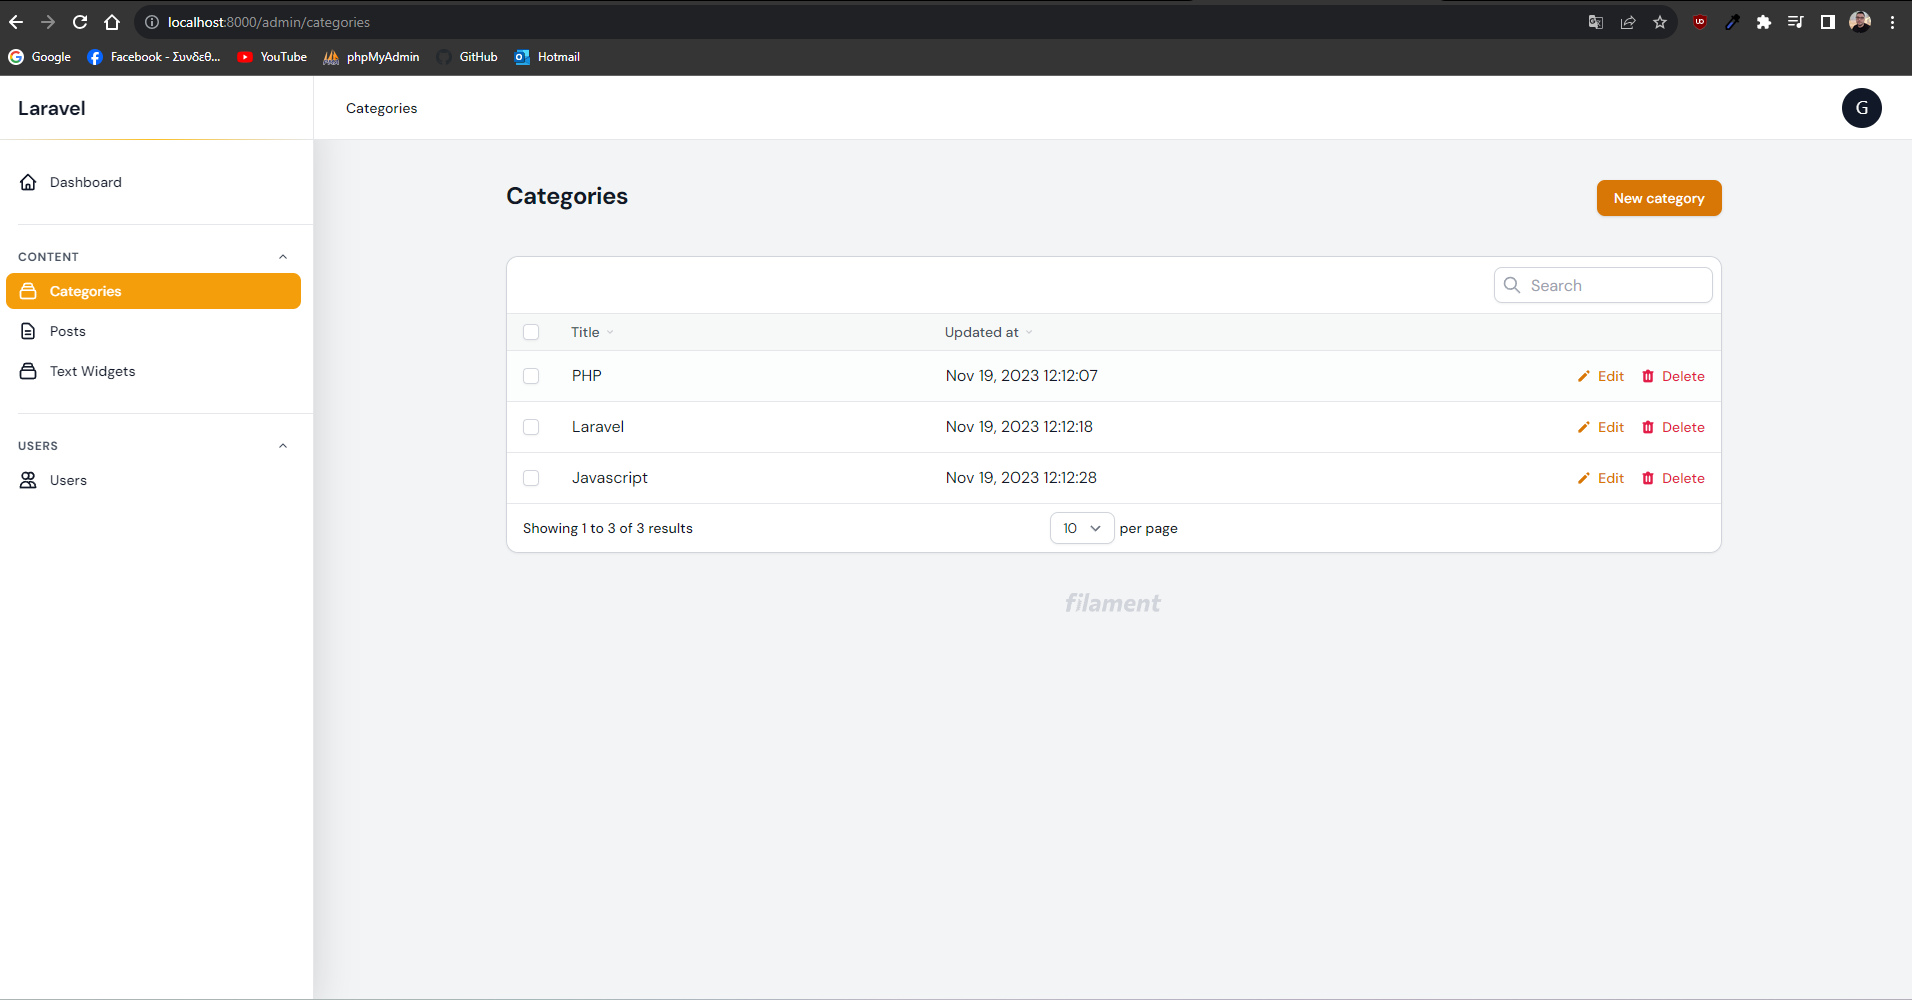 localhost:8000/admin/categories
Google Facebook - Συνδεθ... YouTube phpMyAdmin GitHub Hotmail
Laravel
Categories
G
Dashboard
CONTENT
Categories
Posts
Text Widgets
USERS
Users
Categories
New category
Search
Title Updated at
PHP Nov 19, 2023 12:12:07 Edit Delete
Laravel Nov 19, 2023 12:12:18 Edit Delete
Javascript Nov 19, 2023 12:12:28 Edit Delete
Showing 1 to 3 of 3 results 10 per page
filament